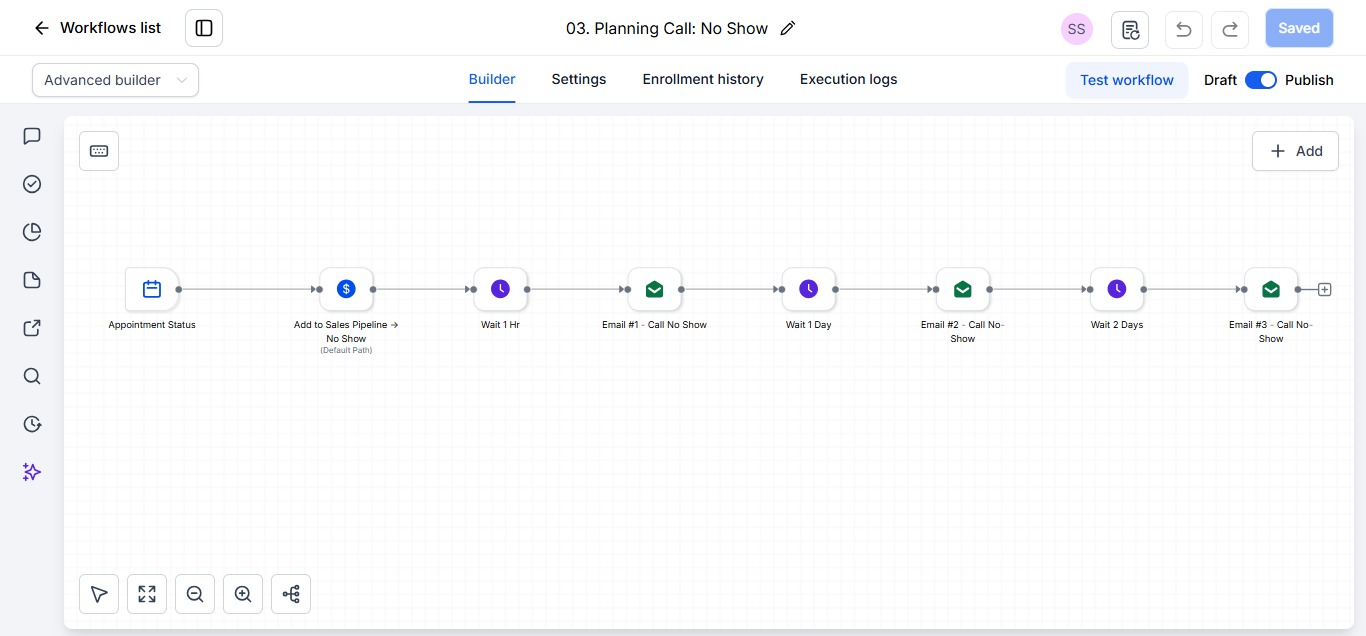 Workflows list
03. Planning Call: No Show
SS
Saved
Advanced builder
Builder
Settings
Enrollment history
Execution logs
Test workflow
Draft
Publish
Add
Appointment Status
Add to Sales Pipeline →
No Show
(Default Path)
Wait 1 Hr
Email #1 - Call No Show
Wait 1 Day
Email #2 - Call No-
Show
Wait 2 Days
Email #3 - Call No-
Show